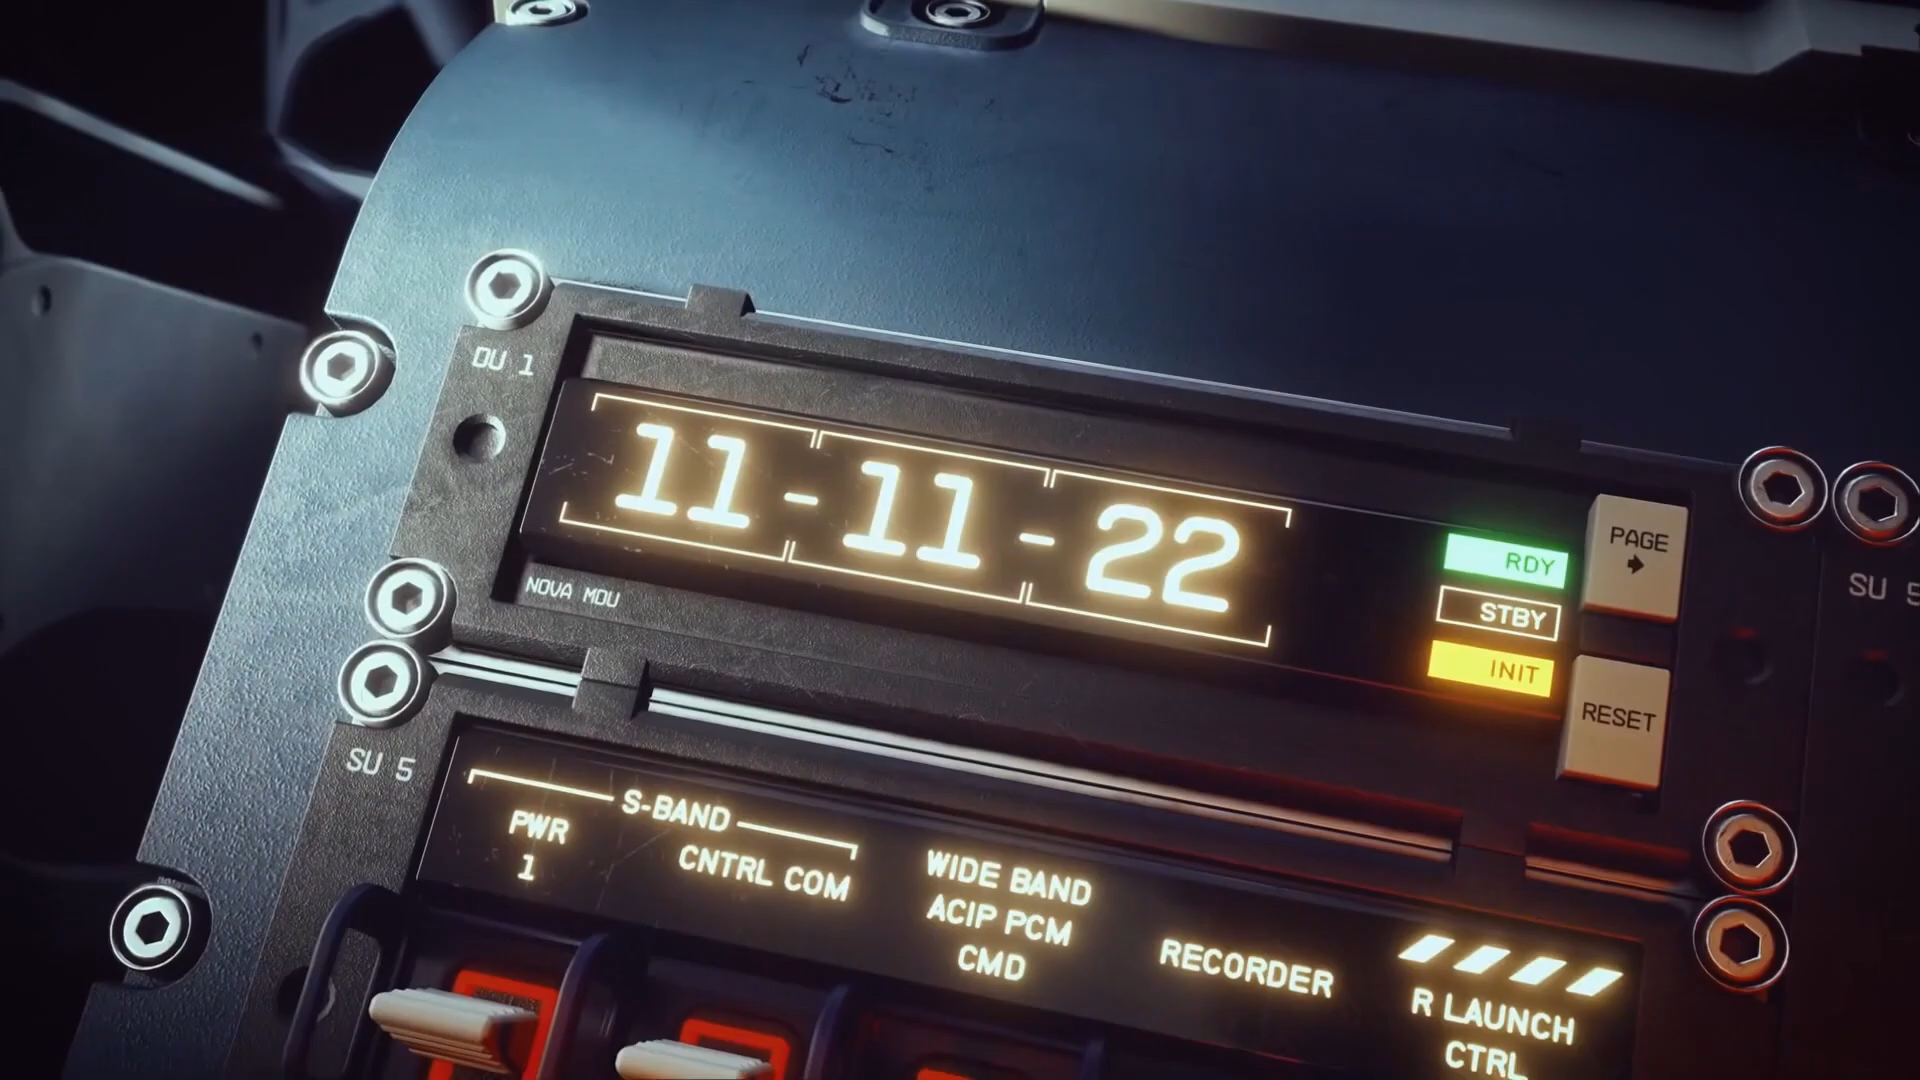 DU 1
11-11-22
NOVA MDU
RDY
STBY
INIT
PAGE
RESET
SU 5
SU 5
S-BAND
PWR
1
CNTRL COM
WIDE BAND
ACIP PCM
CMD
RECORDER
R LAUNCH
CTRL